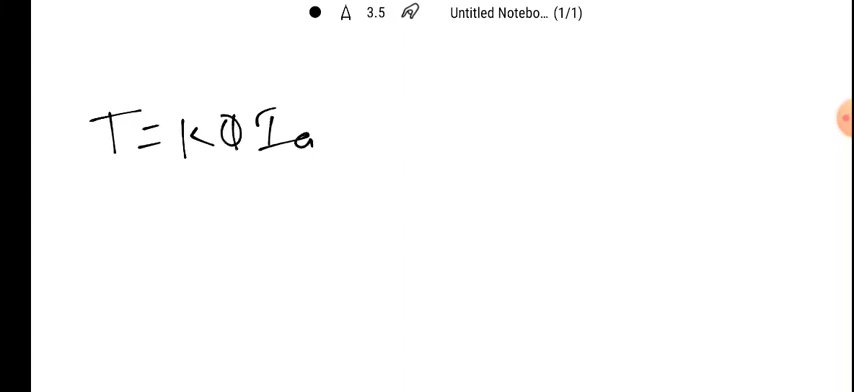 3.5 Untitled Notebo... (1/1)
T = KΦIa